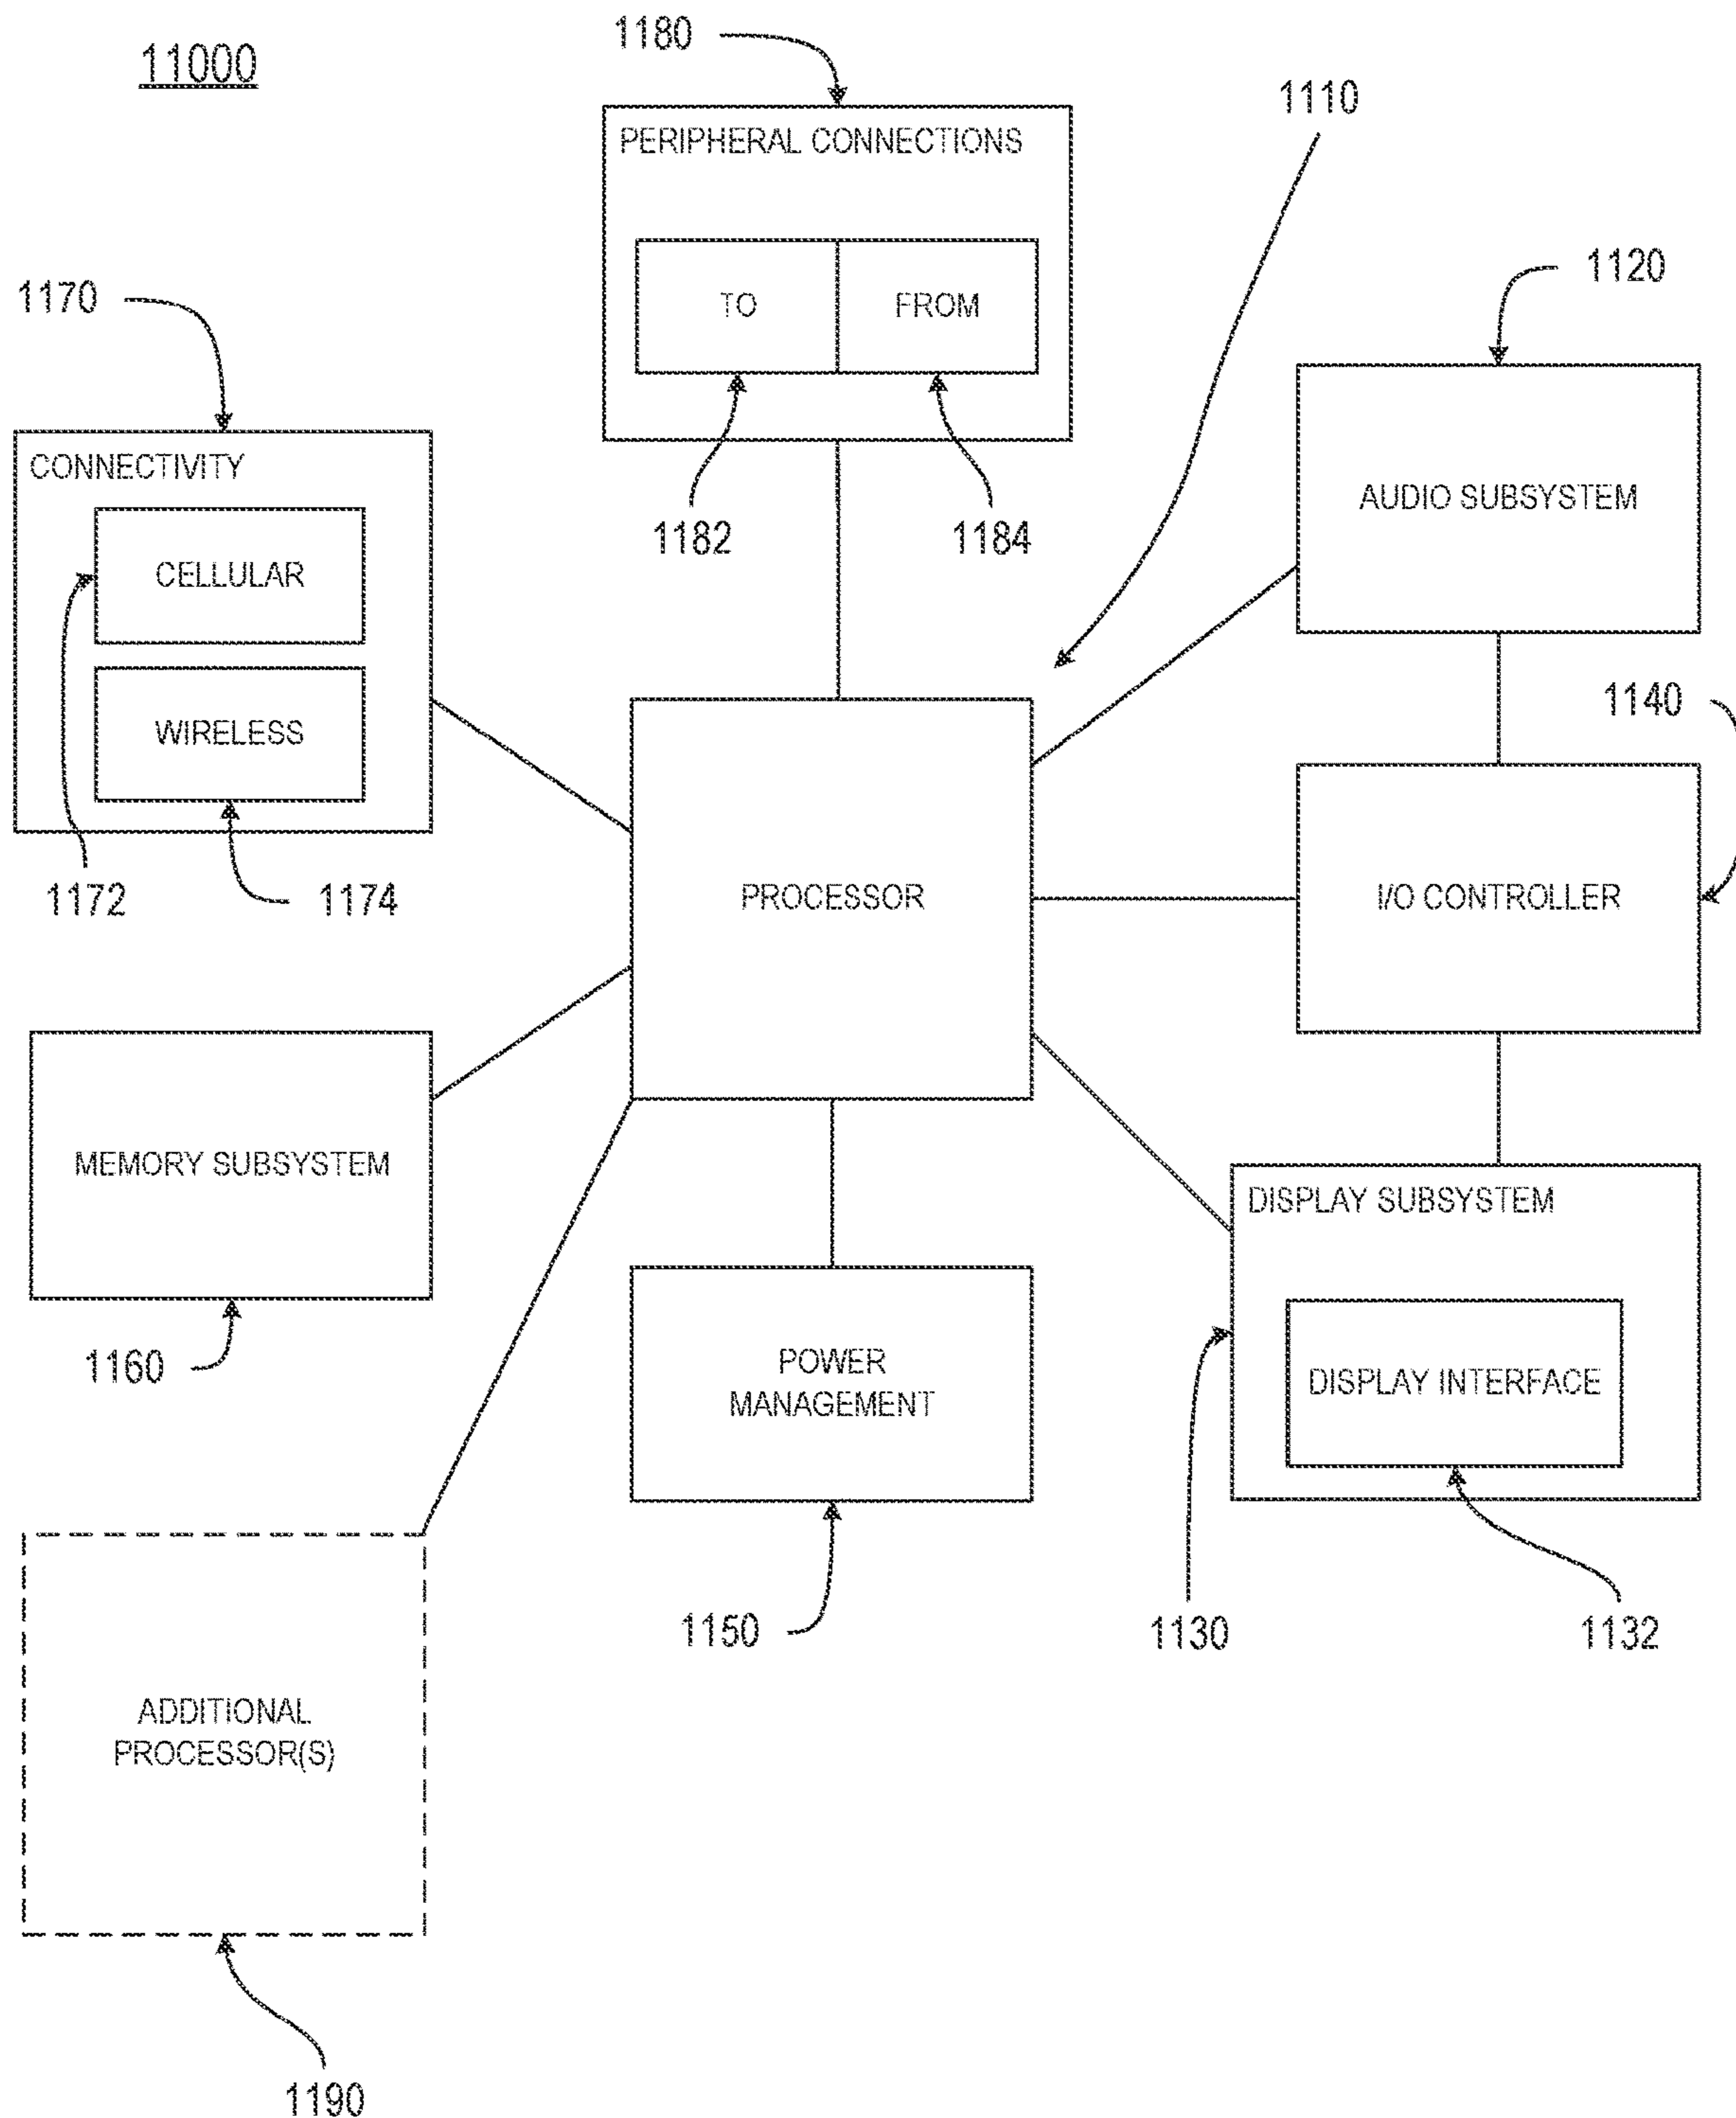 11000
1180
1110
PERIPHERAL CONNECTIONS
TO
FROM
1182
1184
1170
CONNECTIVITY
CELLULAR
WIRELESS
1172
1174
1120
AUDIO SUBSYSTEM
1140
PROCESSOR
I/O CONTROLLER
MEMORY SUBSYSTEM
1160
DISPLAY SUBSYSTEM
DISPLAY INTERFACE
POWER
MANAGEMENT
1150
1130
1132
ADDITIONAL
PROCESSOR(S)
1190